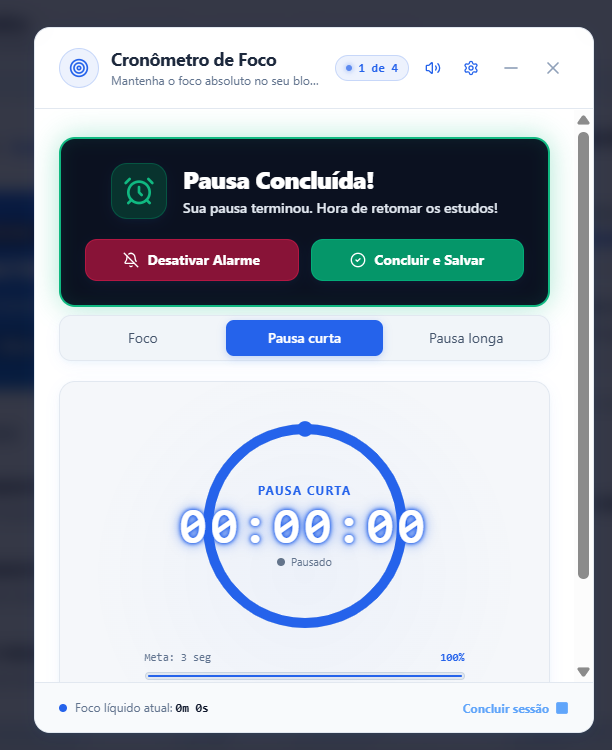 Cronômetro de Foco
Mantenha o foco absoluto no seu blo...
1 de 4
Pausa Concluída!
Sua pausa terminou. Hora de retomar os estudos!
Desativar Alarme
Concluir e Salvar
Foco
Pausa curta
Pausa longa
PAUSA CURTA
00:00:00
Pausado
Meta: 3 seg
100%
Foco líquido atual: 0m 0s
Concluir sessão